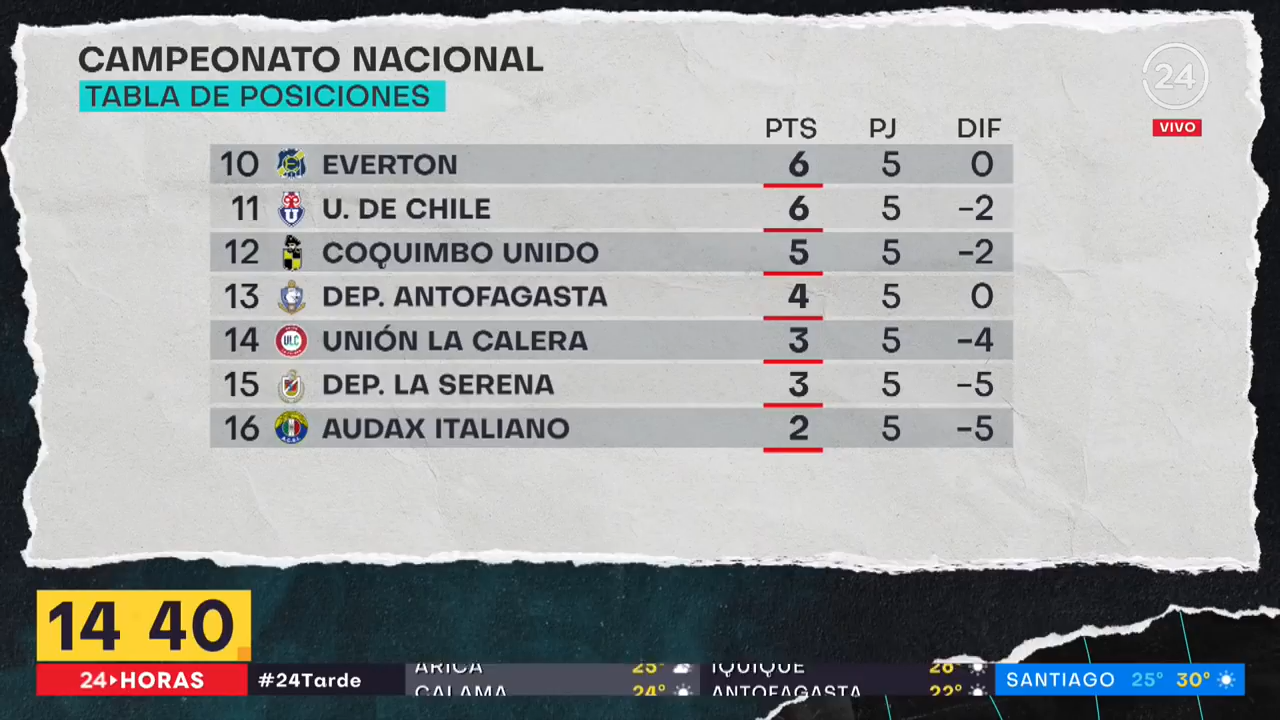 CAMPEONATO NACIONAL
TABLA DE POSICIONES
24
VIVO
PTS PJ DIF
10 EVERTON 6 5 0
11 U. DE CHILE 6 5 -2
12 COQUIMBO UNIDO 5 5 -2
13 DEP. ANTOFAGASTA 4 5 0
14 UNIÓN LA CALERA 3 5 -4
15 DEP. LA SERENA 3 5 -5
16 AUDAX ITALIANO 2 5 -5
14 40
24 HORAS #24Tarde
ARICA 25° IQUIQUE 26°
CALAMA 24° ANTOFAGASTA 22°
SANTIAGO 25° 30°